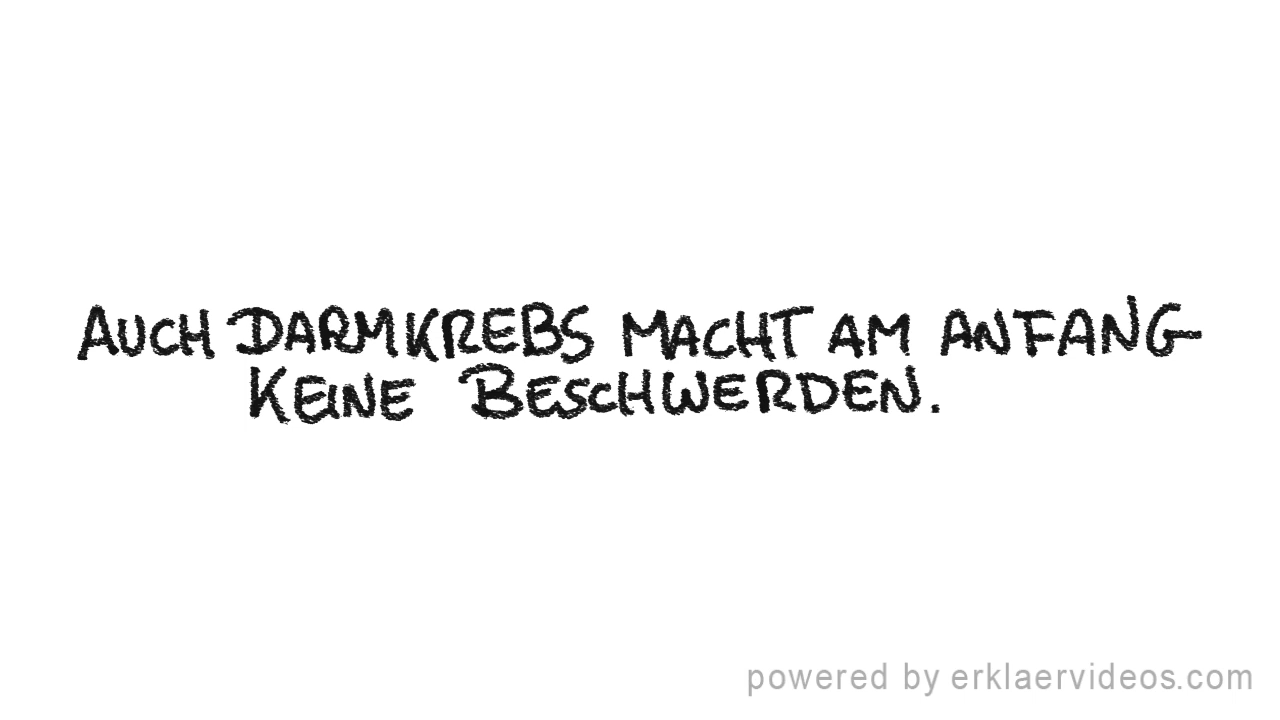 AUCH DARMKREBS MACHT AM ANFANG
KEINE BESCHWERDEN.
powered by erklaervideos.com